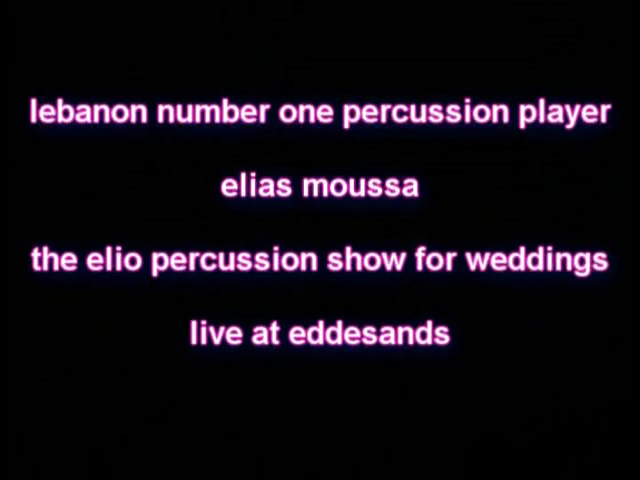 lebanon number one percussion player
elias moussa
the elio percussion show for weddings
live at eddesands